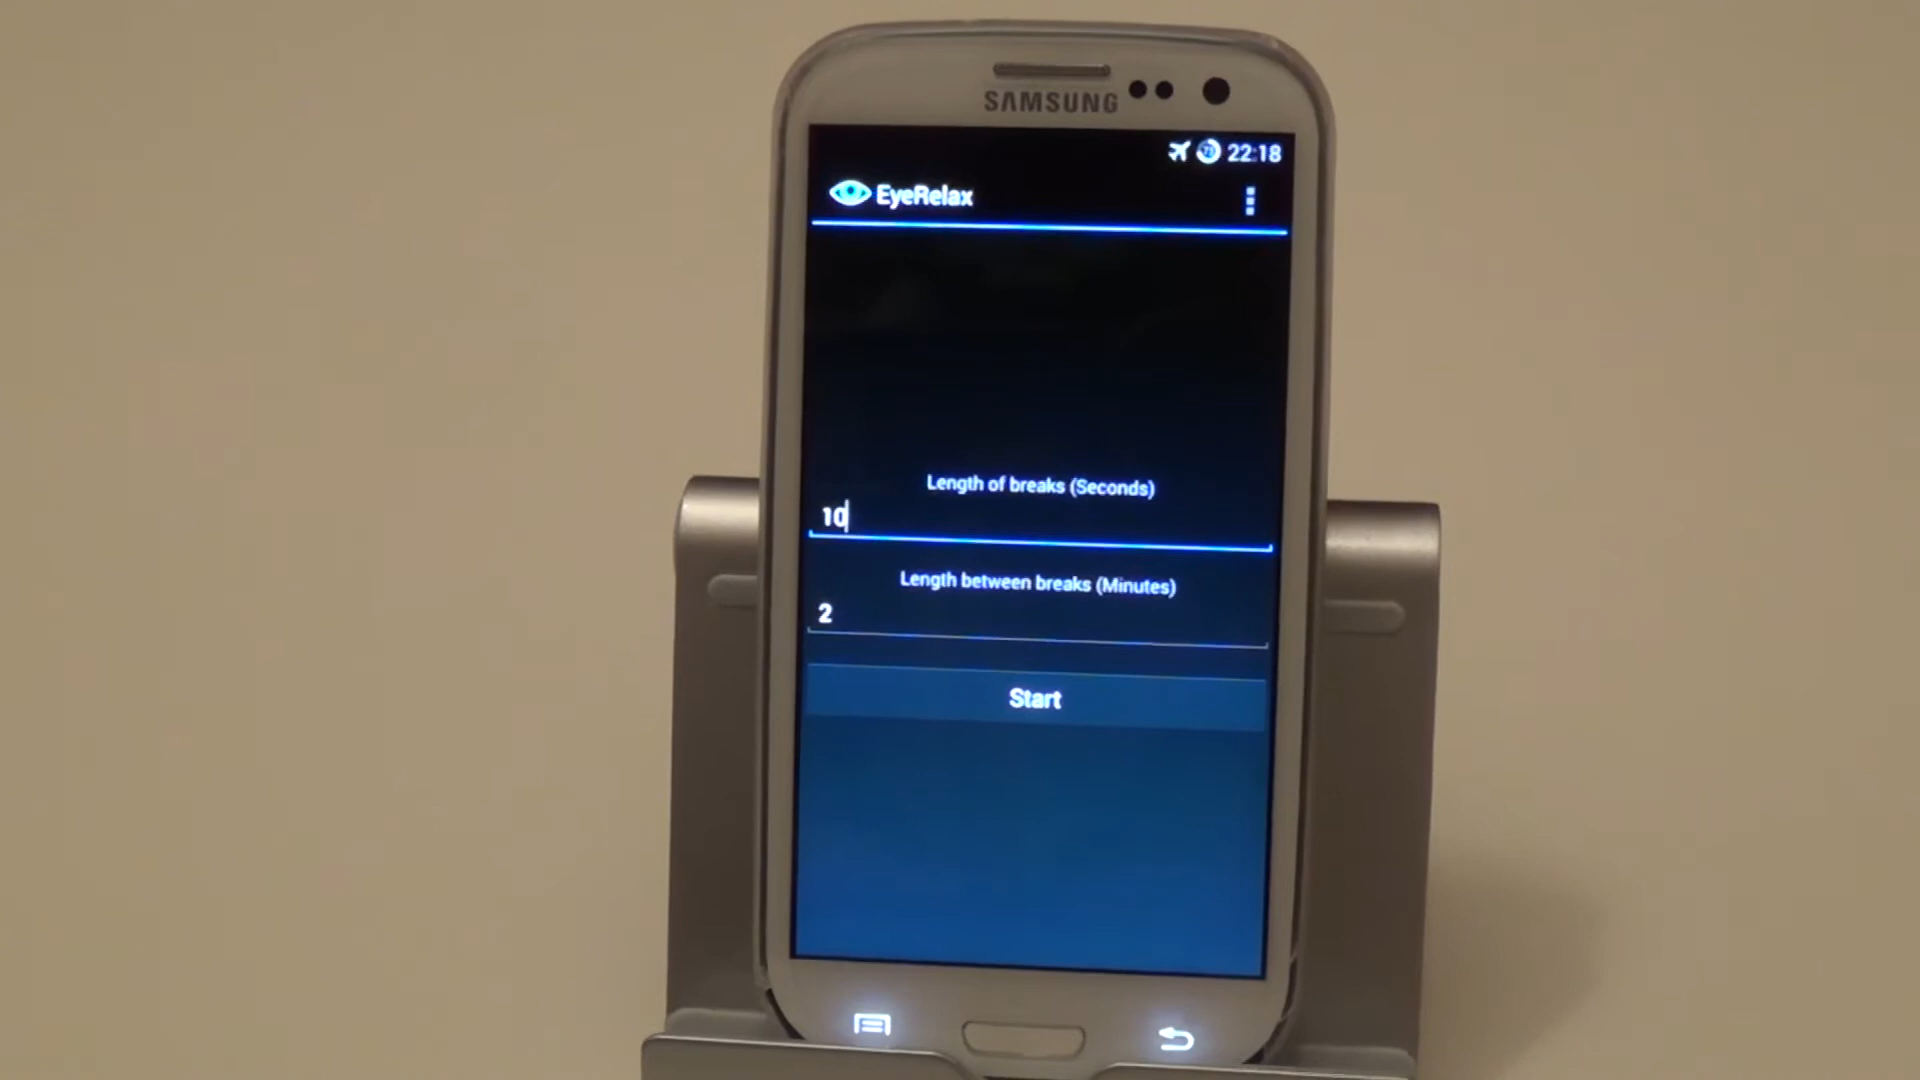 SAMSUNG
22:18
EyeRelax
Length of breaks (Seconds)
10
Length between breaks (Minutes)
2
Start